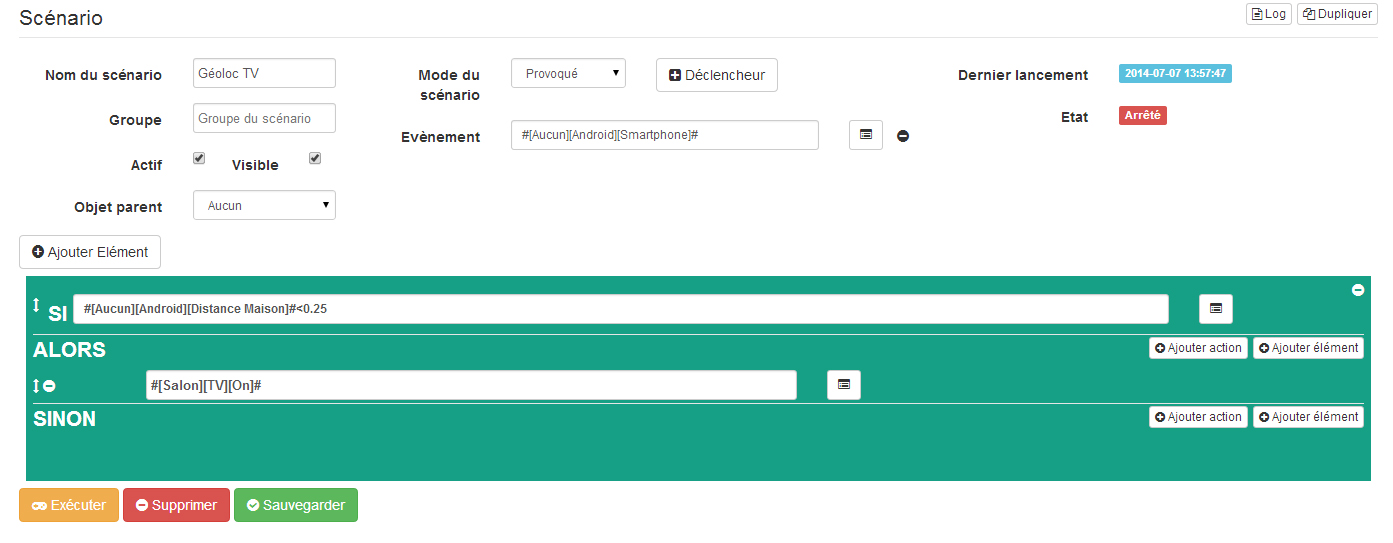 Scénario
Log
Dupliquer
Nom du scénario
Géoloc TV
Mode du scénario
Provoqué
Déclencheur
Dernier lancement
2014-07-07 13:57:47
Groupe
Groupe du scénario
Evènement
#[Aucun][Android][Smartphone]#
Etat
Arrêté
Actif
Visible
Objet parent
Aucun
Ajouter Elément
SI
#[Aucun][Android][Distance Maison]#<0.25
ALORS
Ajouter action
Ajouter élément
#[Salon][TV][On]#
SINON
Ajouter action
Ajouter élément
Exécuter
Supprimer
Sauvegarder